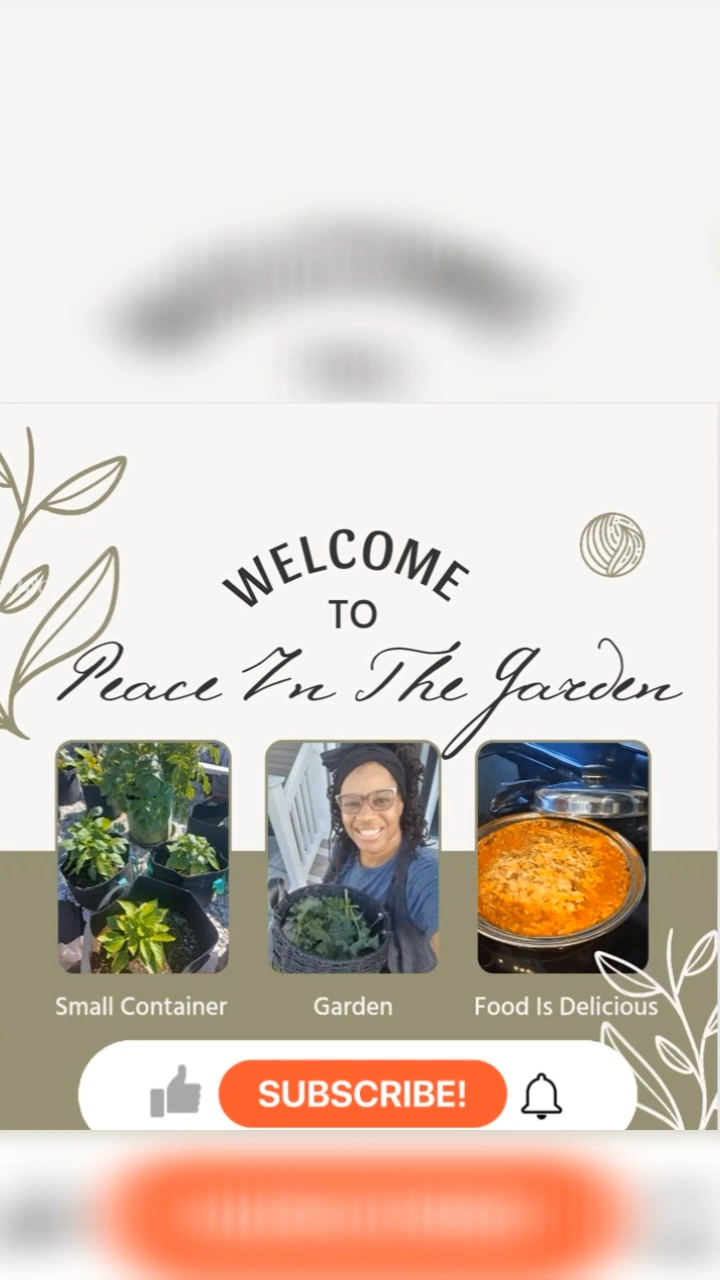 WELCOME
TO
Peace In The Garden
Small Container
Garden
Food Is Delicious
SUBSCRIBE!